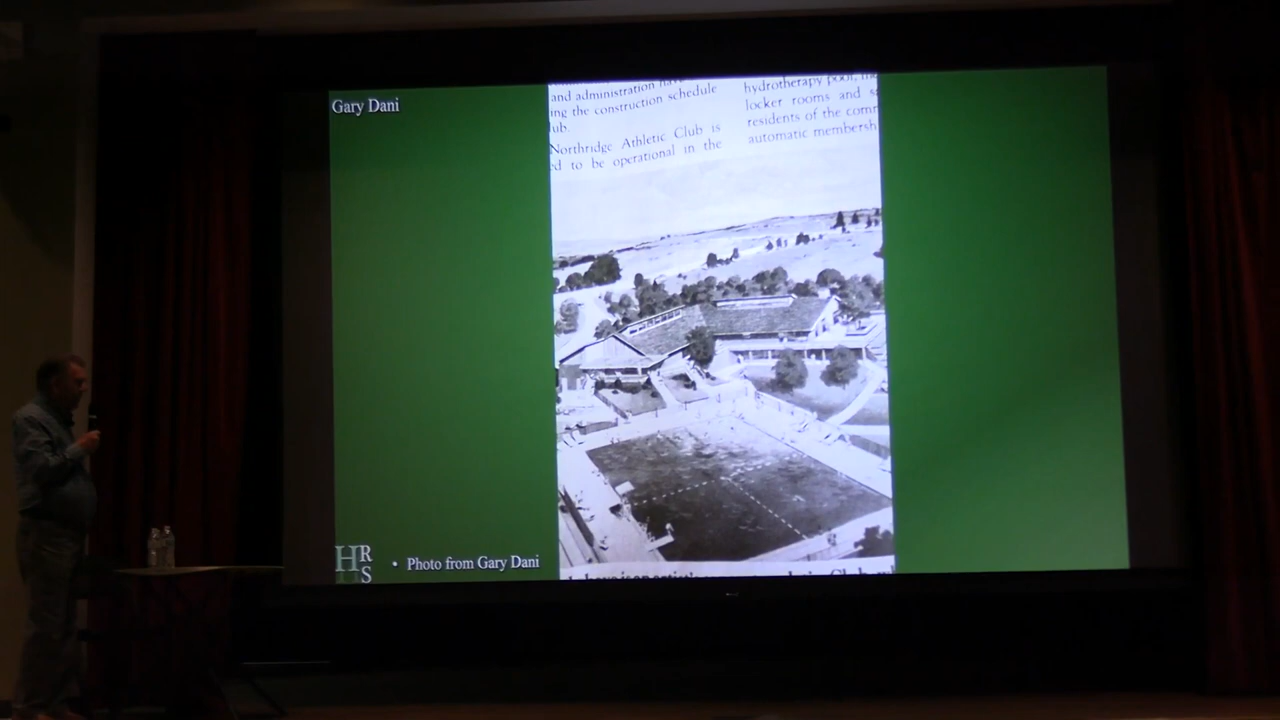 Gary Dani
and administration have
ing the construction schedule
ub.
Northridge Athletic Club is
ed to be operational in the
hydrotherapy pool,
locker rooms and s
residents of the com
automatic membersh
HRS
• Photo from Gary Dani